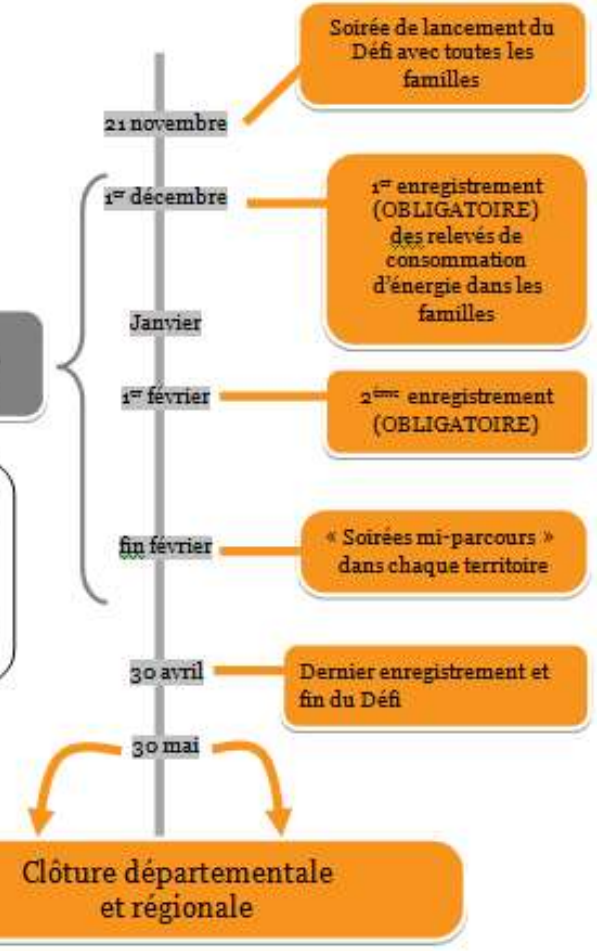 Soirée de lancement du
Défi avec toutes les
familles
21 novembre
1er décembre
1er enregistrement
(OBLIGATOIRE)
des relevés de
consommation
d'énergie dans les
familles
Janvier
1er février
2ème enregistrement
(OBLIGATOIRE)
fin février
« Soirées mi-parcours »
dans chaque territoire
30 avril
Dernier enregistrement et
fin du Défi
30 mai
Clôture départementale
et régionale